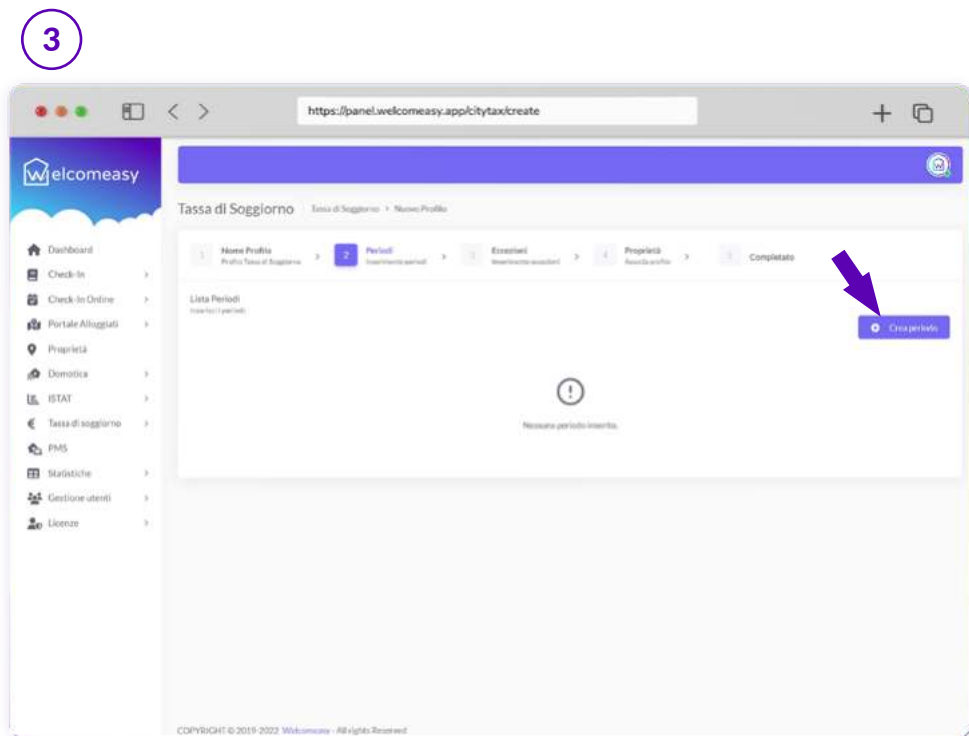 3
https://panel.welcomeasy.app/citytax/create
Welcomeasy
Tassa di Soggiorno Tassa di Soggiorno > Nuovo Profilo
1 Nome Profilo > 2 Periodi > 3 Eccezioni > 4 Proprietà > 5 Completato
Profilo Tassa di Soggiorno Inserimento periodi Inserimento eccezioni Associa profilo
Lista Periodi
Inserisci i periodi
Crea periodo
Nessuna periodo inserito.
Dashboard
Check-In
Check-In Online
Portale Alloggiati
Proprietà
Domotica
ISTAT
Tassa di soggiorno
PMS
Statistiche
Gestione utenti
Licenze
COPYRIGHT © 2019-2022 Welcomeasy - All rights Reserved